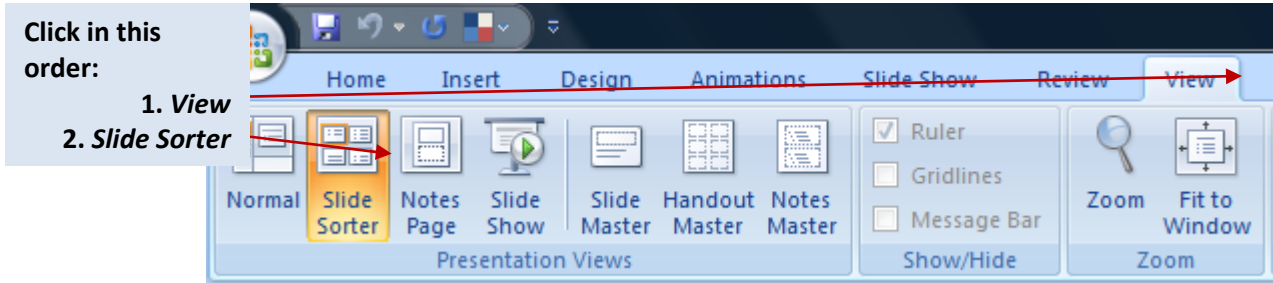 Click in this
order:
1. View
2. Slide Sorter
Home Insert Design Animations Slide Show Review View
Normal Slide Notes Slide Slide Handout Notes
Sorter Page Show Master Master Master
Presentation Views
Ruler
Gridlines
Message Bar
Show/Hide
Zoom Fit to
Window
Zoom